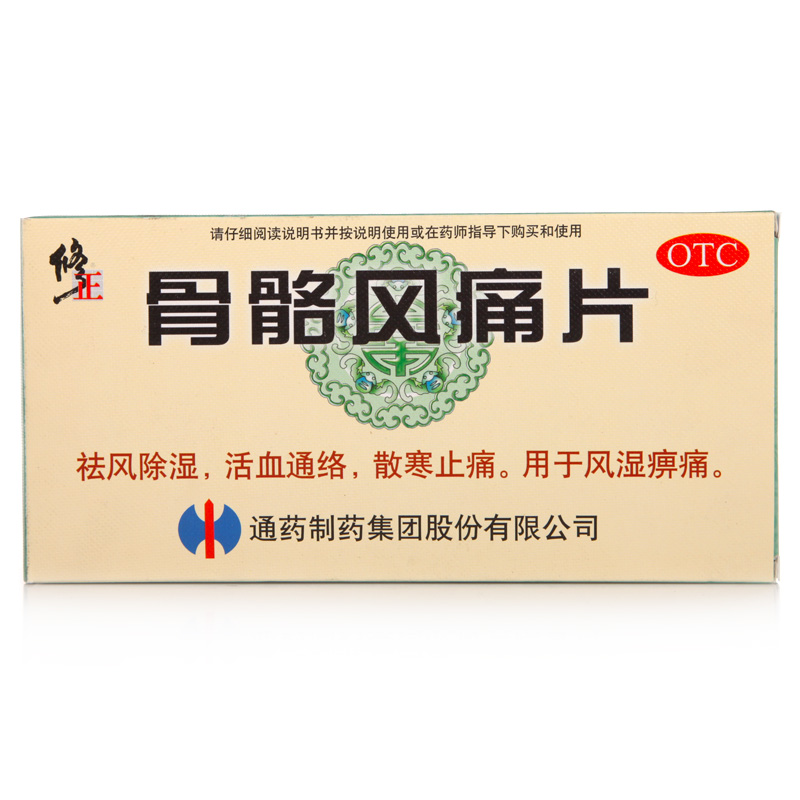 请仔细阅读说明书并按说明使用或在药师指导下购买和使用
修正
OTC
骨骼风痛片
祛风除湿，活血通络，散寒止痛。用于风湿痹痛。
通药制药集团股份有限公司